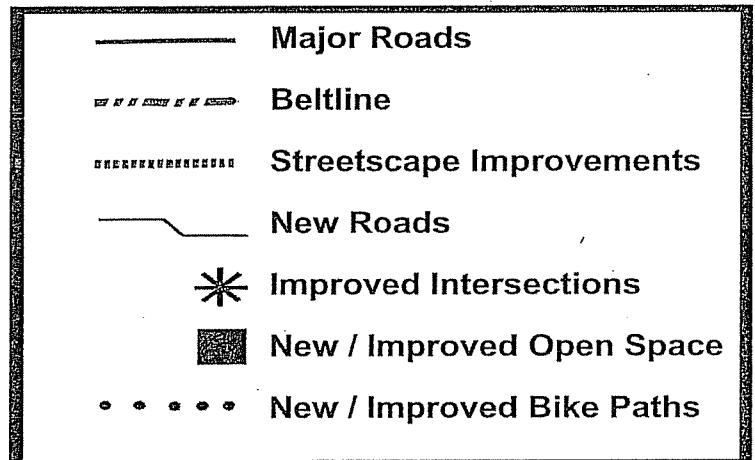 Major Roads
Beltline
Streetscape Improvements
New Roads
Improved Intersections
New / Improved Open Space
New / Improved Bike Paths